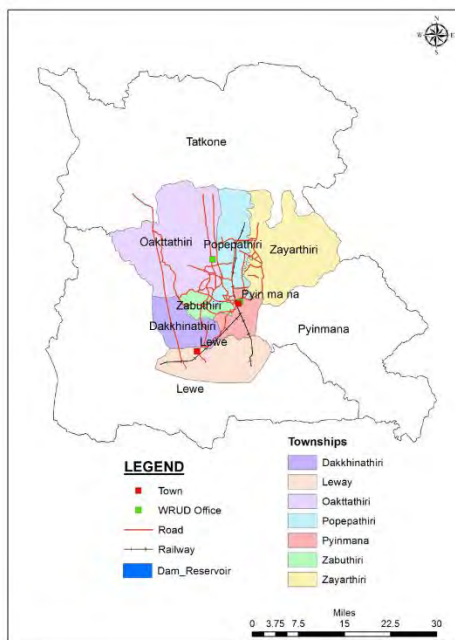 N
W E
S
Tatkone
Oakttathiri
Popepathiri
Zayarthiri
Pyin ma na
Zabuthiri
Dakkhinathiri
Pyinmana
Lewe
Lewe
LEGEND
Town
WRUD Office
Road
Railway
Dam_Reservoir
Townships
Dakkhinathiri
Leway
Oakttathiri
Popepathiri
Pyinmana
Zabuthiri
Zayarthiri
Miles
0 3.75 7.5 15 22.5 30